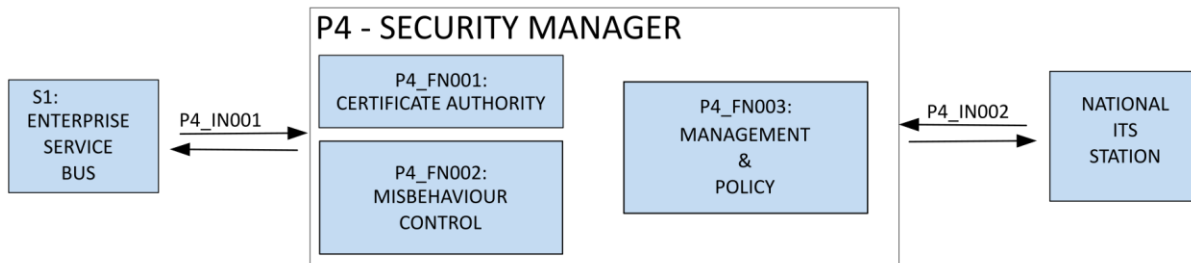 P4 - SECURITY MANAGER
S1:
ENTERPRISE
SERVICE
BUS
P4_IN001
P4_FN001:
CERTIFICATE AUTHORITY
P4_FN002:
MISBEHAVIOUR
CONTROL
P4_FN003:
MANAGEMENT
&
POLICY
P4_IN002
NATIONAL
ITS
STATION